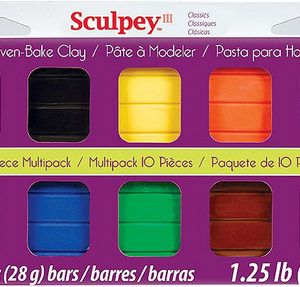 Sculpey III
Classics
Classiques
Clásicos
ven-Bake Clay / Pâte à Modeler / Pasta para Ho
ece Multipack / Multipack 10 Pièces / Paquete de 10 P
(28 g) bars / barres / barras
1.25 lb (